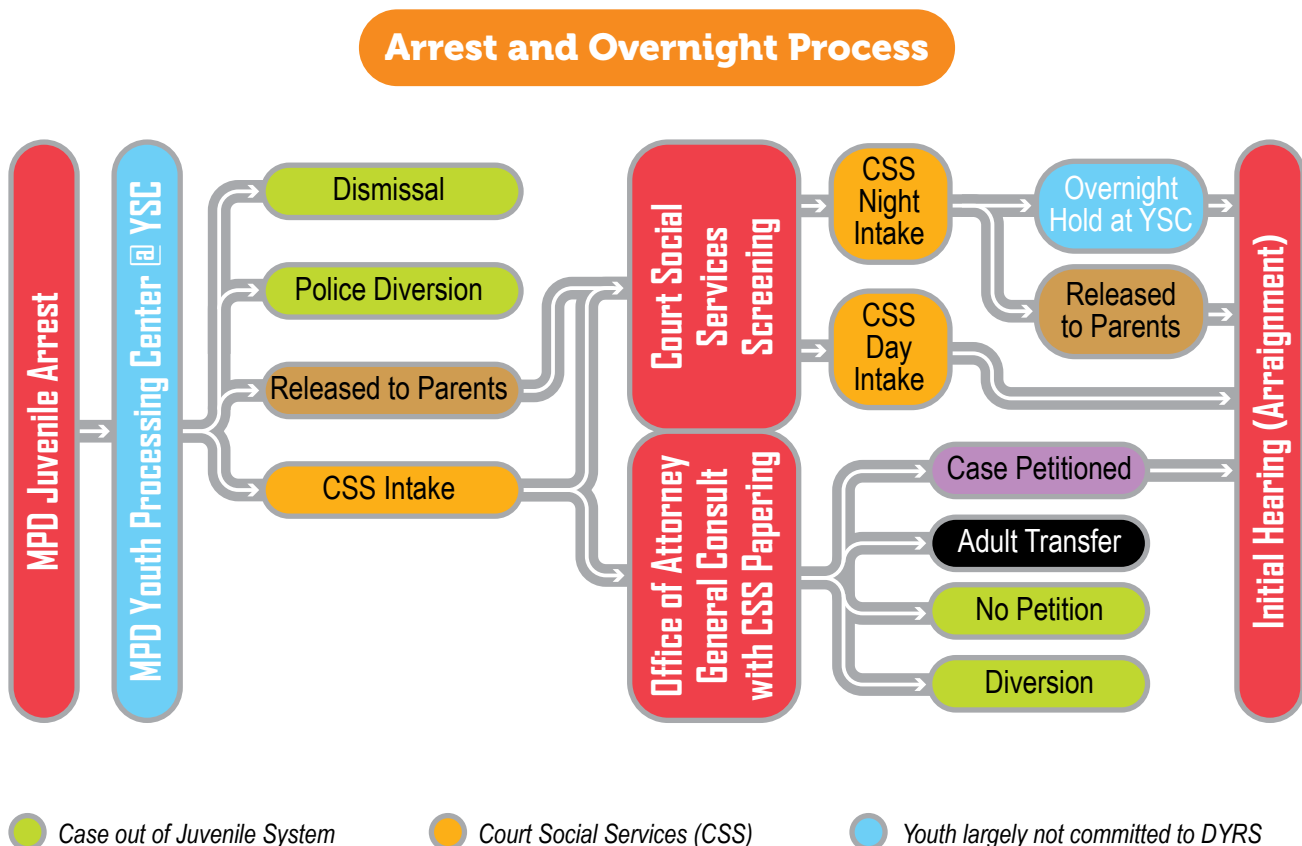 Arrest and Overnight Process
MPD Juvenile Arrest
MPD Youth Processing Center @ YSC
Dismissal
Police Diversion
Released to Parents
CSS Intake
Court Social
Services
Screening
Office of Attorney
General Consult
with CSS Papering
CSS
Night
Intake
CSS
Day
Intake
Overnight
Hold at YSC
Released
to Parents
Case Petitioned
Adult Transfer
No Petition
Diversion
Initial Hearing (Arraignment)
Case out of Juvenile System
Court Social Services (CSS)
Youth largely not committed to DYRS